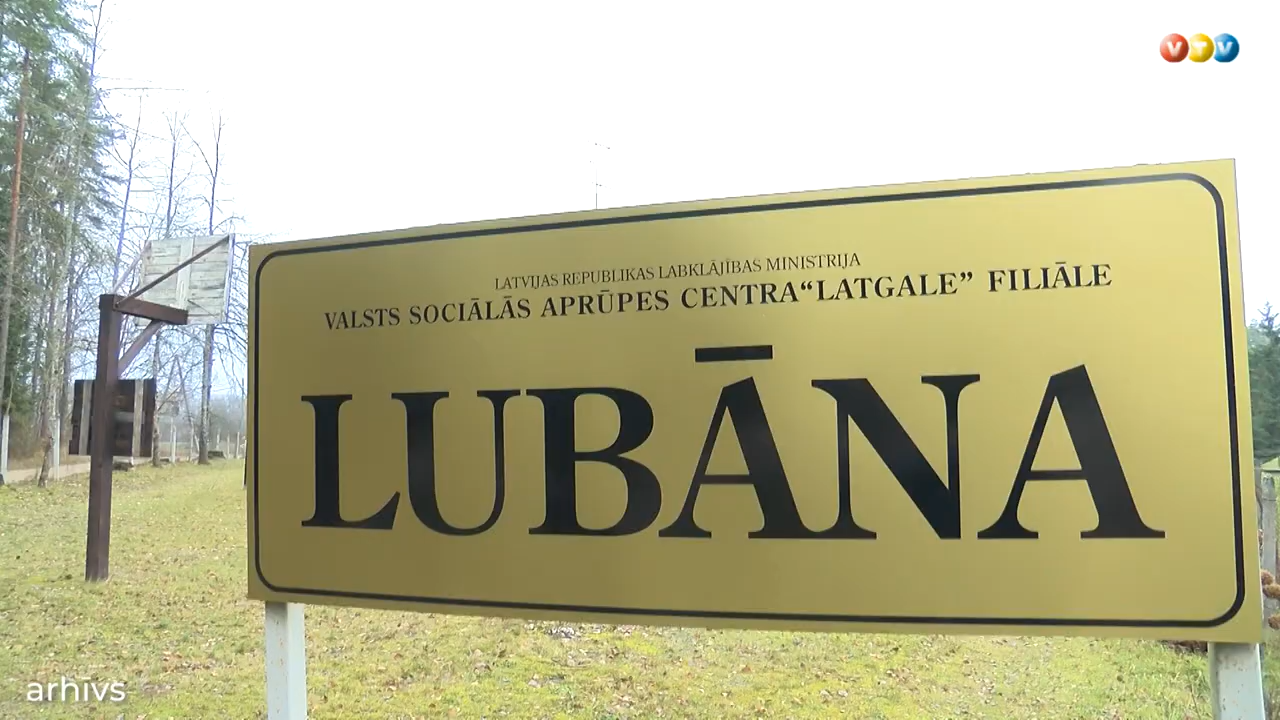 VTV
LATVIJAS REPUBLIKAS LABKLĀJĪBAS MINISTRIJA
VALSTS SOCIĀLĀS APRŪPES CENTRA“LATGALE” FILIĀLE
LUBĀNA
arhīvs